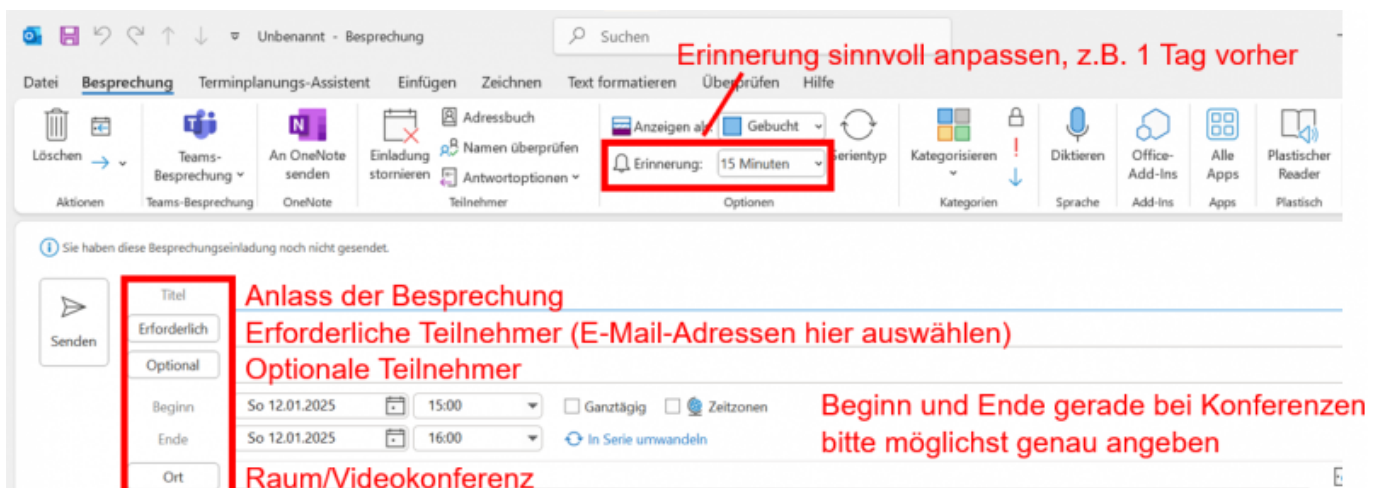 Unbenannt - Besprechung
Suchen
Erinnerung sinnvoll anpassen, z.B. 1 Tag vorher
Datei Besprechung Terminplanungs-Assistent Einfügen Zeichnen Text formatieren Überprüfen Hilfe
Löschen
Teams-Besprechung
An OneNote senden
Einladung stornieren
Adressbuch
Namen überprüfen
Antwortoptionen
Anzeigen als: Gebucht
Erinnerung: 15 Minuten
Serientyp
Kategorisieren
Diktieren
Office-Add-Ins
Alle Apps
Plastischer Reader
Aktionen Teams-Besprechung OneNote Teilnehmer Optionen Kategorien Sprache Add-Ins Apps Plastisch
Sie haben diese Besprechungseinladung noch nicht gesendet.
Senden
Titel Anlass der Besprechung
Erforderlich Erforderliche Teilnehmer (E-Mail-Adressen hier auswählen)
Optional Optionale Teilnehmer
Beginn So 12.01.2025 15:00 Ganztägig Zeitzonen
Ende So 12.01.2025 16:00 In Serie umwandeln
Beginn und Ende gerade bei Konferenzen
bitte möglichst genau angeben
Ort Raum/Videokonferenz